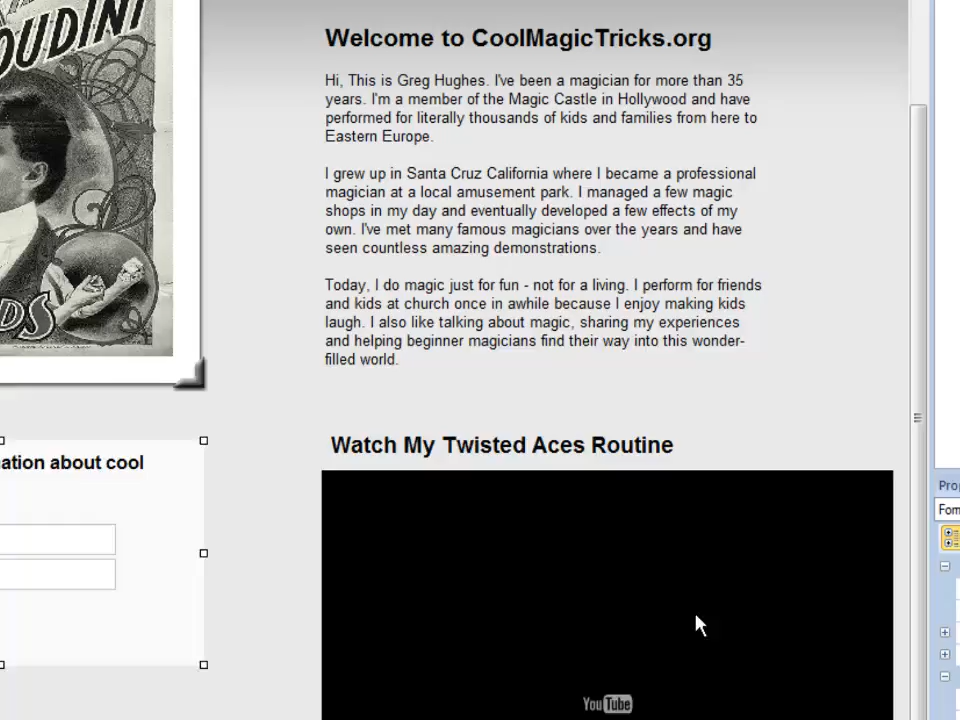 OUDINI
Welcome to CoolMagicTricks.org
Hi, This is Greg Hughes. I've been a magician for more than 35
years. I'm a member of the Magic Castle in Hollywood and have
performed for literally thousands of kids and families from here to
Eastern Europe.
I grew up in Santa Cruz California where I became a professional
magician at a local amusement park. I managed a few magic
shops in my day and eventually developed a few effects of my
own. I've met many famous magicians over the years and have
seen countless amazing demonstrations.
Today, I do magic just for fun - not for a living. I perform for friends
and kids at church once in awhile because I enjoy making kids
laugh. I also like talking about magic, sharing my experiences
and helping beginner magicians find their way into this wonder-
filled world.
DS
ation about cool
Watch My Twisted Aces Routine
YouTube
Prop
Form